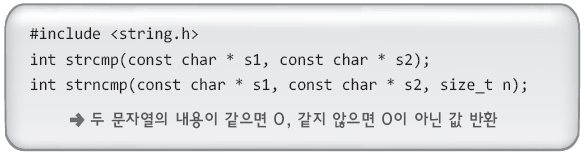 #include <string.h>
int strcmp(const char * s1, const char * s2);
int strncmp(const char * s1, const char * s2, size_t n);
➔ 두 문자열의 내용이 같으면 0, 같지 않으면 0이 아닌 값 반환